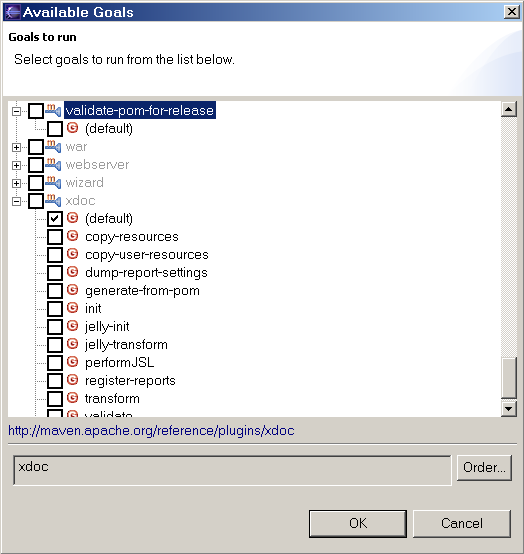 Available Goals
Goals to run
Select goals to run from the list below.
validate-pom-for-release
(default)
war
webserver
wizard
xdoc
(default)
copy-resources
copy-user-resources
dump-report-settings
generate-from-pom
init
jelly-init
jelly-transform
performJSL
register-reports
transform
validate
http://maven.apache.org/reference/plugins/xdoc
xdoc
Order...
OK
Cancel